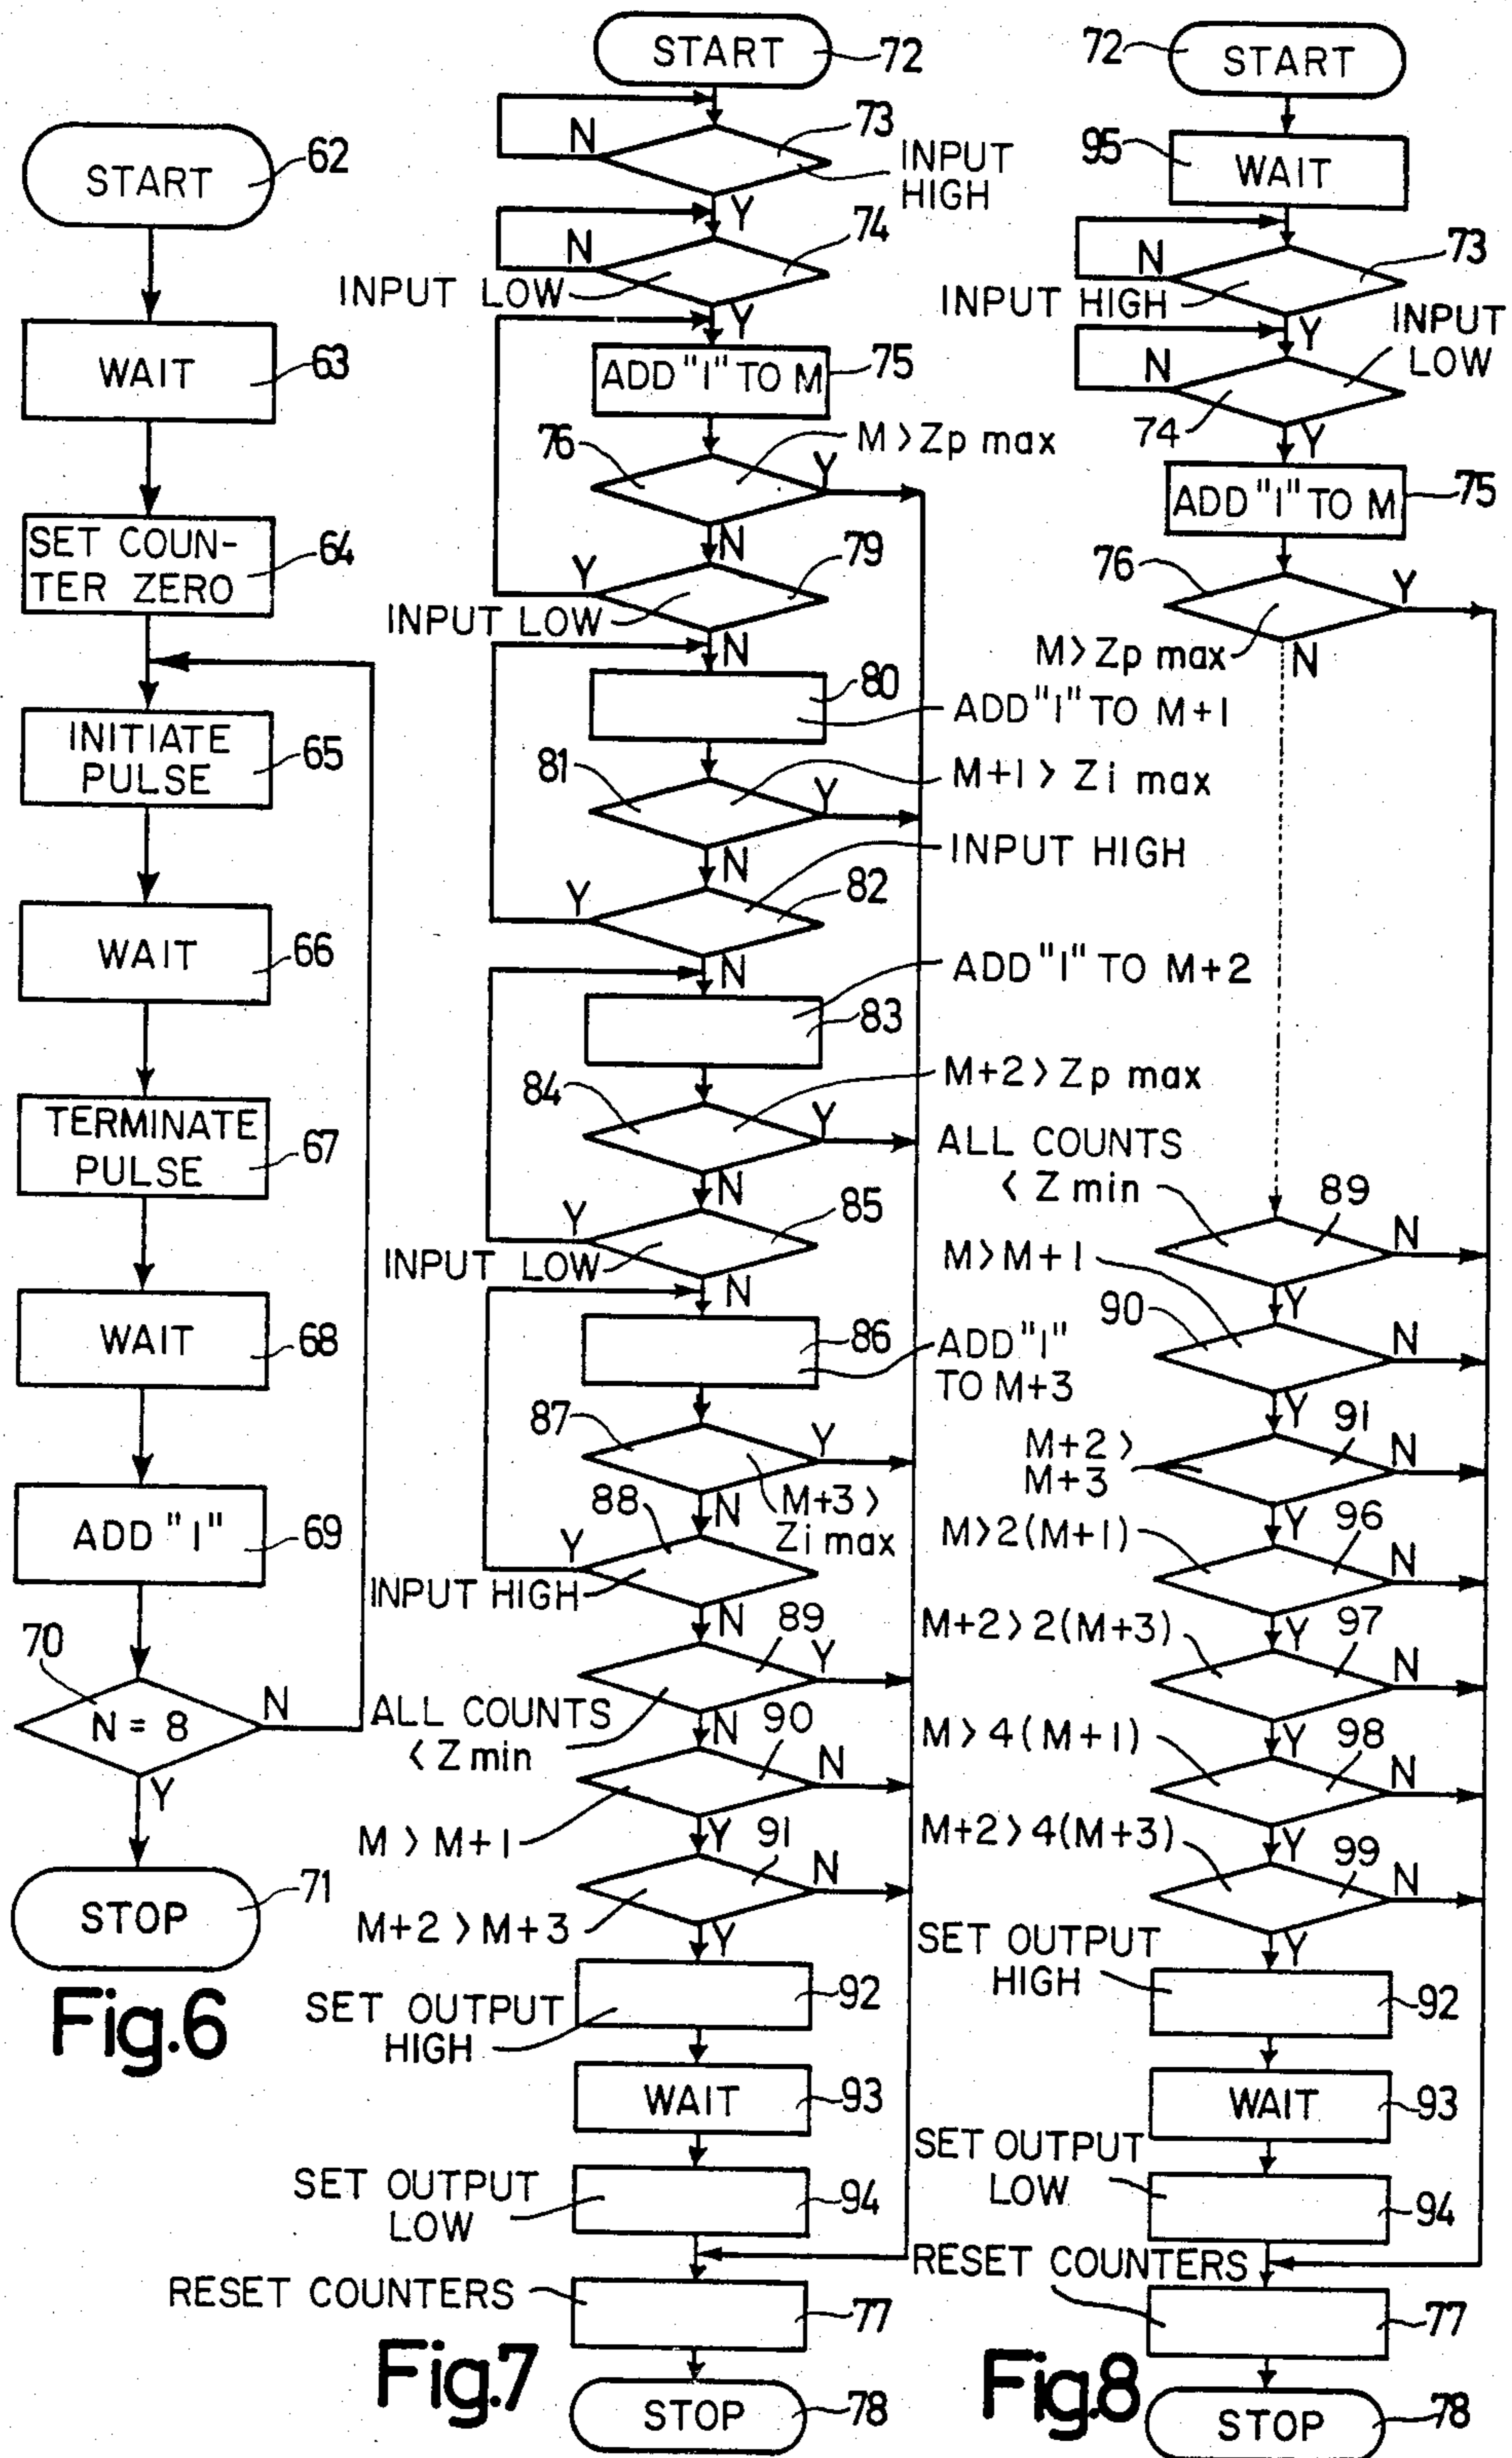 START
62
WAIT
63
SET COUN-
TER ZERO
64
INITIATE
PULSE
65
WAIT
66
TERMINATE
PULSE
67
WAIT
68
ADD "1"
69
70
N = 8
N
Y
STOP
71
Fig.6
START
72
73
N
INPUT
HIGH
Y
74
N
INPUT LOW
Y
ADD "1" TO M
75
76
M > Zp max
Y
N
79
Y
INPUT LOW
N
80
ADD "1" TO M+1
81
M+1 > Zi max
Y
N
INPUT HIGH
Y
82
N
ADD "1" TO M+2
83
84
M+2 > Zp max
Y
N
85
Y
INPUT LOW
N
86
ADD "1"
TO M+3
87
Y
M+3 >
Zi max
88
N
Y
INPUT HIGH
N
89
Y
ALL COUNTS
< Z min
N
90
N
M > M+1
Y
91
N
M+2 > M+3
Y
SET OUTPUT
HIGH
92
WAIT
93
SET OUTPUT
LOW
94
RESET COUNTERS
77
Fig.7
STOP
78
72
START
95
WAIT
73
N
INPUT HIGH
Y
INPUT
LOW
N
74
Y
ADD "1" TO M
75
76
Y
M > Zp max
N
ALL COUNTS
< Z min
89
N
M > M+1
Y
90
N
Y
91
M+2 >
M+3
N
Y
M > 2(M+1)
96
N
Y
M+2 > 2(M+3)
97
N
Y
M > 4(M+1)
98
N
Y
M+2 > 4(M+3)
99
N
Y
SET OUTPUT
HIGH
92
WAIT
93
SET OUTPUT
LOW
94
RESET COUNTERS
77
Fig.8
STOP
78